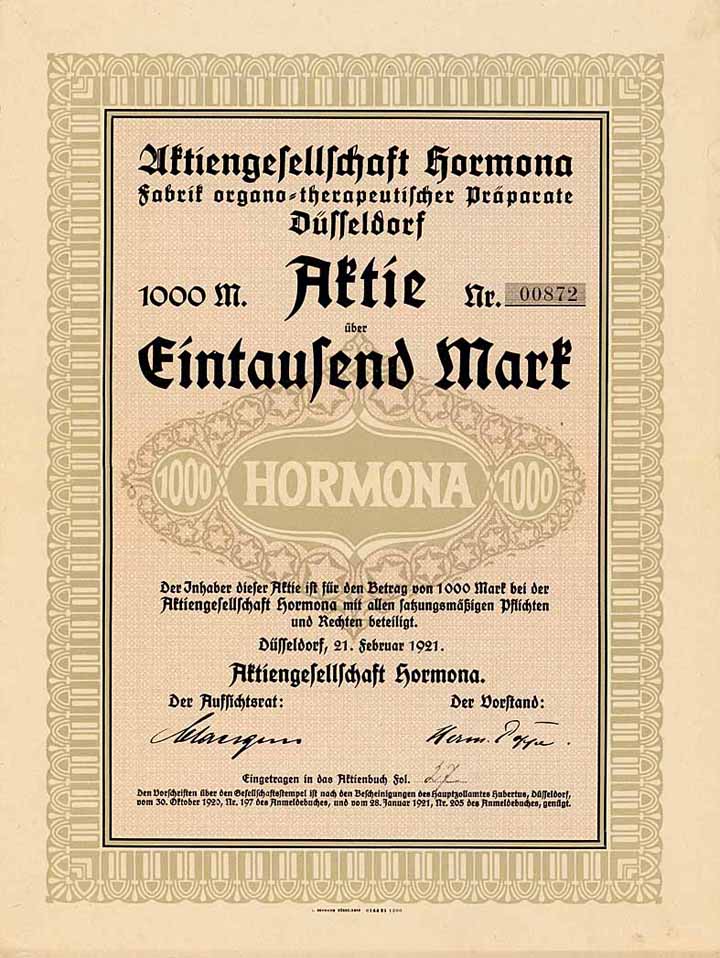 Aktiengesellschaft Hormona
Fabrik organo-therapeutischer Präparate
Düsseldorf
1000 M. Aktie Nr. 00872
über
Eintausend Mark
1000 HORMONA 1000
Der Inhaber dieser Aktie ist für den Betrag von 1000 Mark bei der
Aktiengesellschaft Hormona mit allen satzungsmäßigen Pflichten
und Rechten beteiligt.
Düsseldorf, 21. Februar 1921.
Aktiengesellschaft Hormona.
Der Aufsichtsrat: Der Vorstand:
Herm.
Eingetragen in das Aktienbuch Fol. 27
Den Vorschriften über den Gesellschaftsstempel ist nach den Bescheinigungen des Hauptzollamtes Hubertus, Düsseldorf,
vom 30. Oktober 1920, Nr. 197 des Anmeldebuches, und vom 28. Januar 1921, Nr. 205 des Anmeldebuches, genügt.